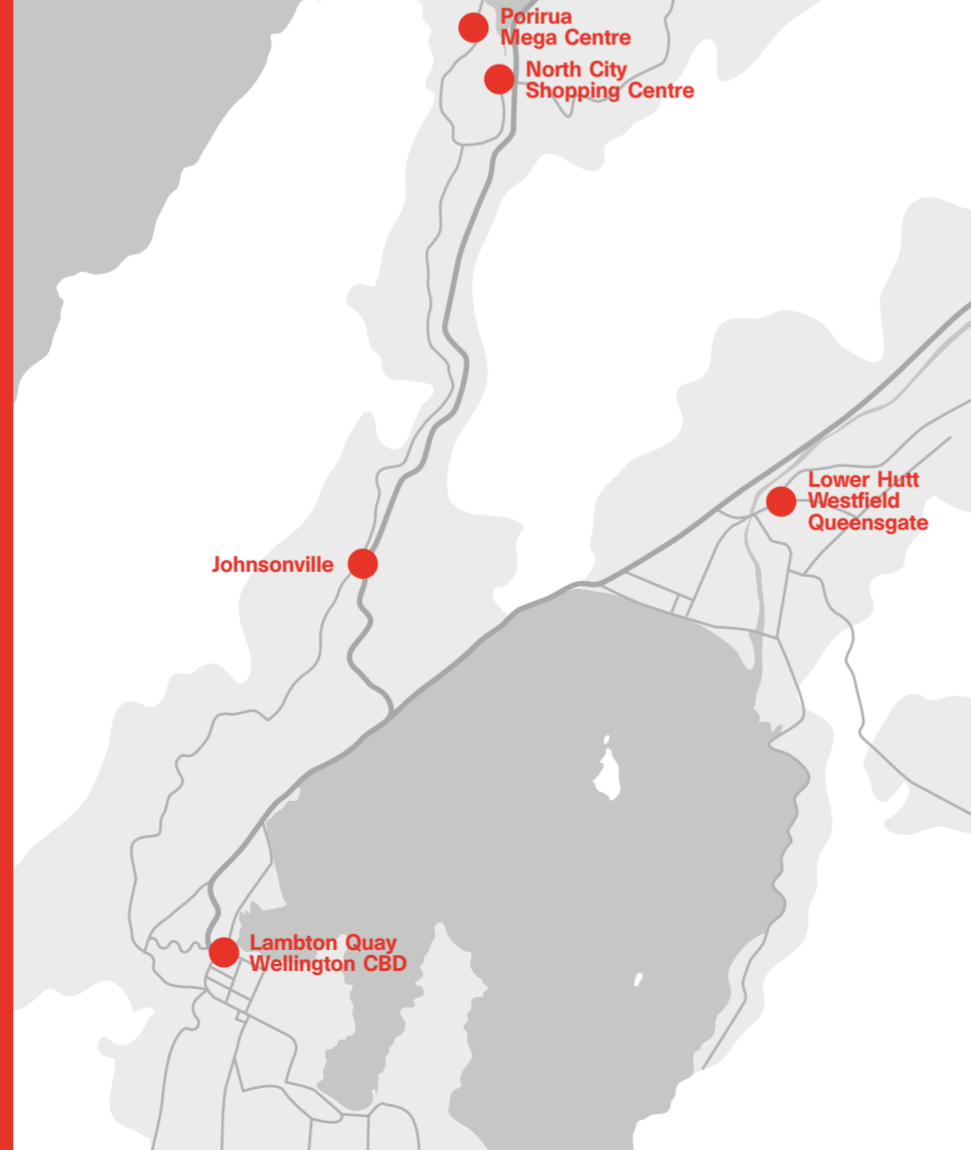 Porirua
Mega Centre
North City
Shopping Centre
Lower Hutt
Westfield
Queensgate
Johnsonville
Lambton Quay
Wellington CBD